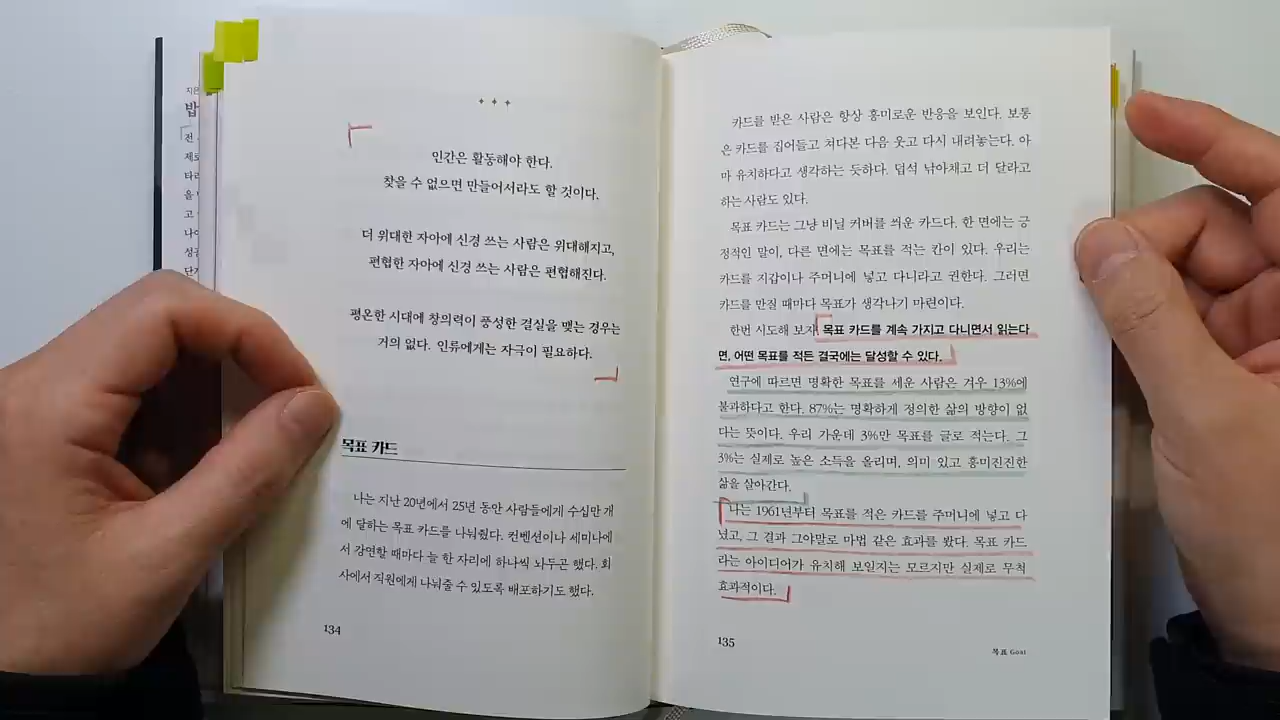 지은
밥
전
제로
타리
을
고
나이
성공
단기
✦ ✦ ✦
인간은 활동해야 한다.
찾을 수 없으면 만들어서라도 할 것이다.
더 위대한 자아에 신경 쓰는 사람은 위대해지고,
편협한 자아에 신경 쓰는 사람은 편협해진다.
평온한 시대에 창의력이 풍성한 결실을 맺는 경우는
거의 없다. 인류에게는 자극이 필요하다.
목표 카드
나는 지난 20년에서 25년 동안 사람들에게 수십만 개
에 달하는 목표 카드를 나눠줬다. 컨벤션이나 세미나에
서 강연할 때마다 늘 한 자리에 하나씩 놔두곤 했다. 회
사에서 직원에게 나눠줄 수 있도록 배포하기도 했다.
134
카드를 받은 사람은 항상 흥미로운 반응을 보인다. 보통
은 카드를 집어들고 쳐다본 다음 웃고 다시 내려놓는다. 아
마 유치하다고 생각하는 듯하다. 덥석 낚아채고 더 달라고
하는 사람도 있다.
목표 카드는 그냥 비닐 커버를 씌운 카드다. 한 면에는 긍
정적인 말이, 다른 면에는 목표를 적는 칸이 있다. 우리는
카드를 지갑이나 주머니에 넣고 다니라고 권한다. 그러면
카드를 만질 때마다 목표가 생각나기 마련이다.
한번 시도해 보자. 목표 카드를 계속 가지고 다니면서 읽는다
면, 어떤 목표를 적든 결국에는 달성할 수 있다.
연구에 따르면 명확한 목표를 세운 사람은 겨우 13%에
불과하다고 한다. 87%는 명확하게 정의한 삶의 방향이 없
다는 뜻이다. 우리 가운데 3%만 목표를 글로 적는다. 그
3%는 실제로 높은 소득을 올리며, 의미 있고 흥미진진한
삶을 살아간다.
나는 1961년부터 목표를 적은 카드를 주머니에 넣고 다
녔고, 그 결과 그야말로 마법 같은 효과를 봤다. 목표 카드
라는 아이디어가 유치해 보일지는 모르지만 실제로 무척
효과적이다.
135
목표 Goal